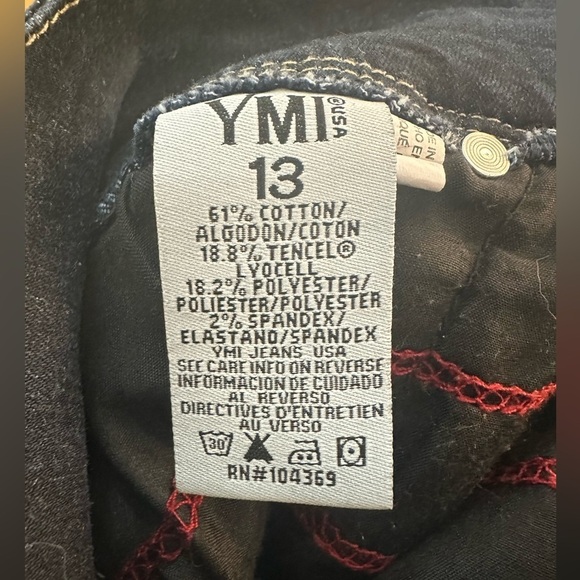 YMI®USA
13
61% COTTON/
ALGODON/COTON
18.8% TENCEL®
LYOCELL
18.2% POLYESTER/
POLIESTER/POLYESTER
2% SPANDEX/
ELASTANO/SPANDEX
YMI JEANS USA
SEE CARE INFO ON REVERSE
INFORMACION DE CUIDADO
AL REVERSO
DIRECTIVES D'ENTRETIEN
AU VERSO
30
RN#104369